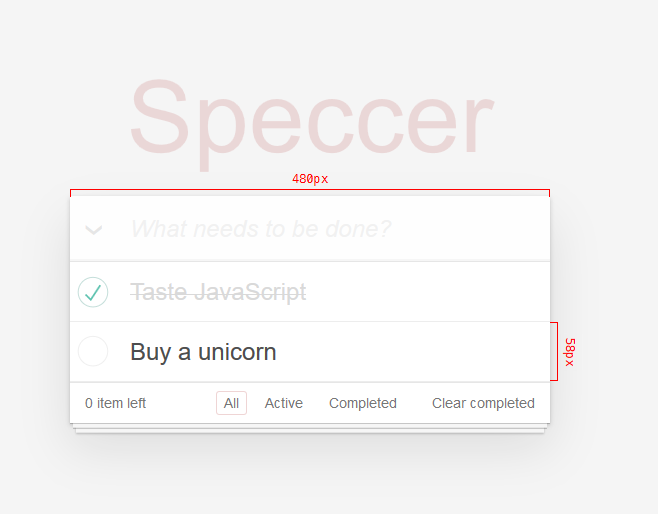 Speccer
480px
What needs to be done?
Taste JavaScript
Buy a unicorn
58px
0 item left All Active Completed Clear completed